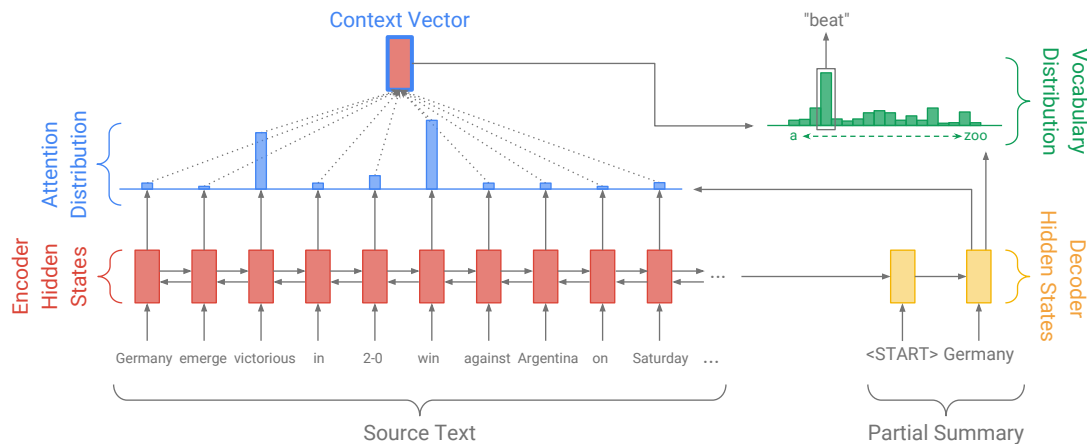 Context Vector
"beat"
a
zoo
Vocabulary
Distribution
Attention
Distribution
Encoder
Hidden
States
Decoder
Hidden States
...
Germany emerge victorious in 2-0 win against Argentina on Saturday ...
<START> Germany
Source Text
Partial Summary